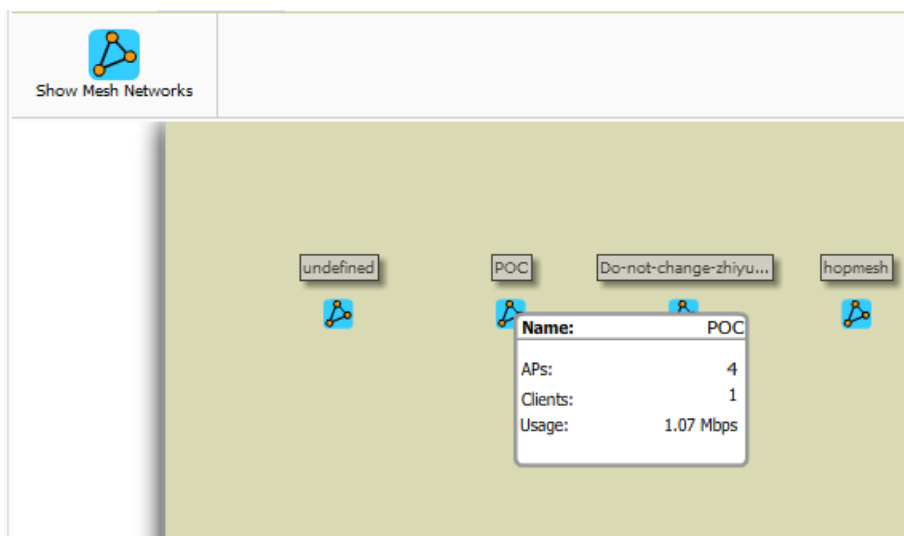 Show Mesh Networks
undefined
POC
Do-not-change-zhiyu...
hopmesh
Name: POC
APs: 4
Clients: 1
Usage: 1.07 Mbps